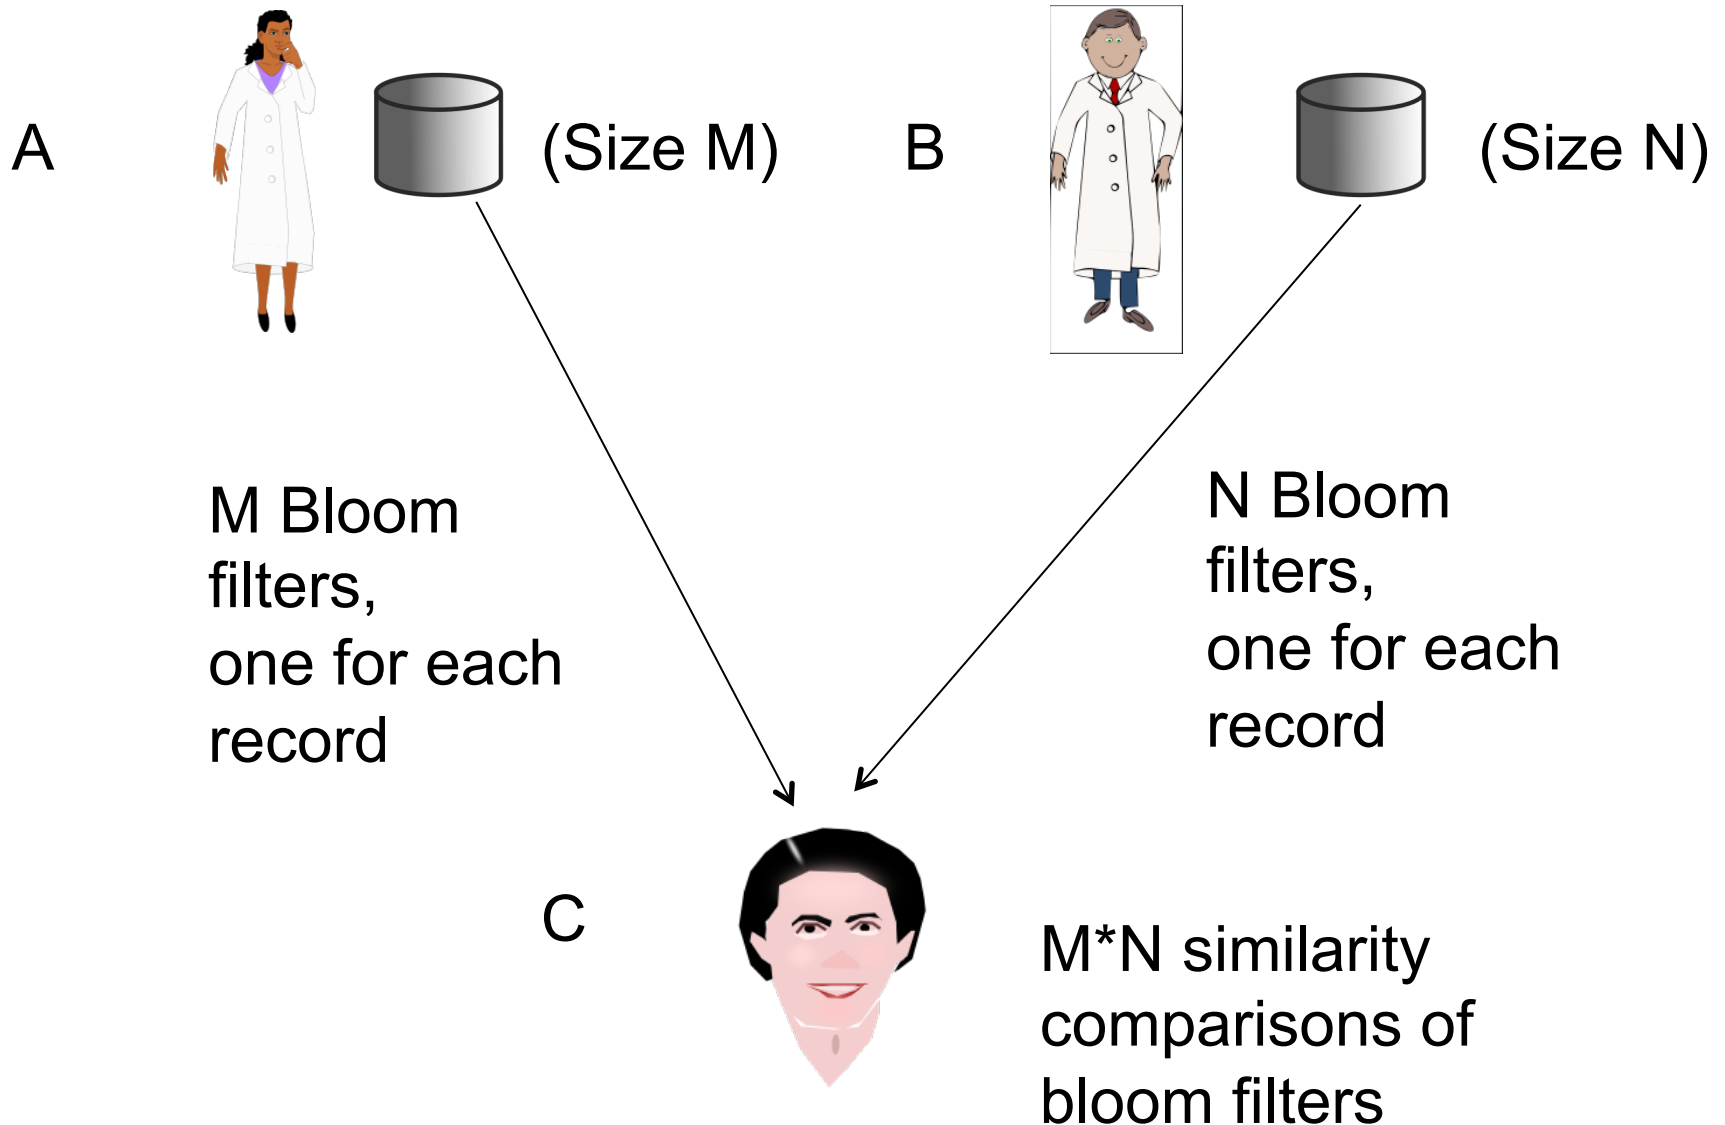 A
(Size M)
B
(Size N)
M Bloom
filters,
one for each
record
N Bloom
filters,
one for each
record
C
M*N similarity
comparisons of
bloom filters